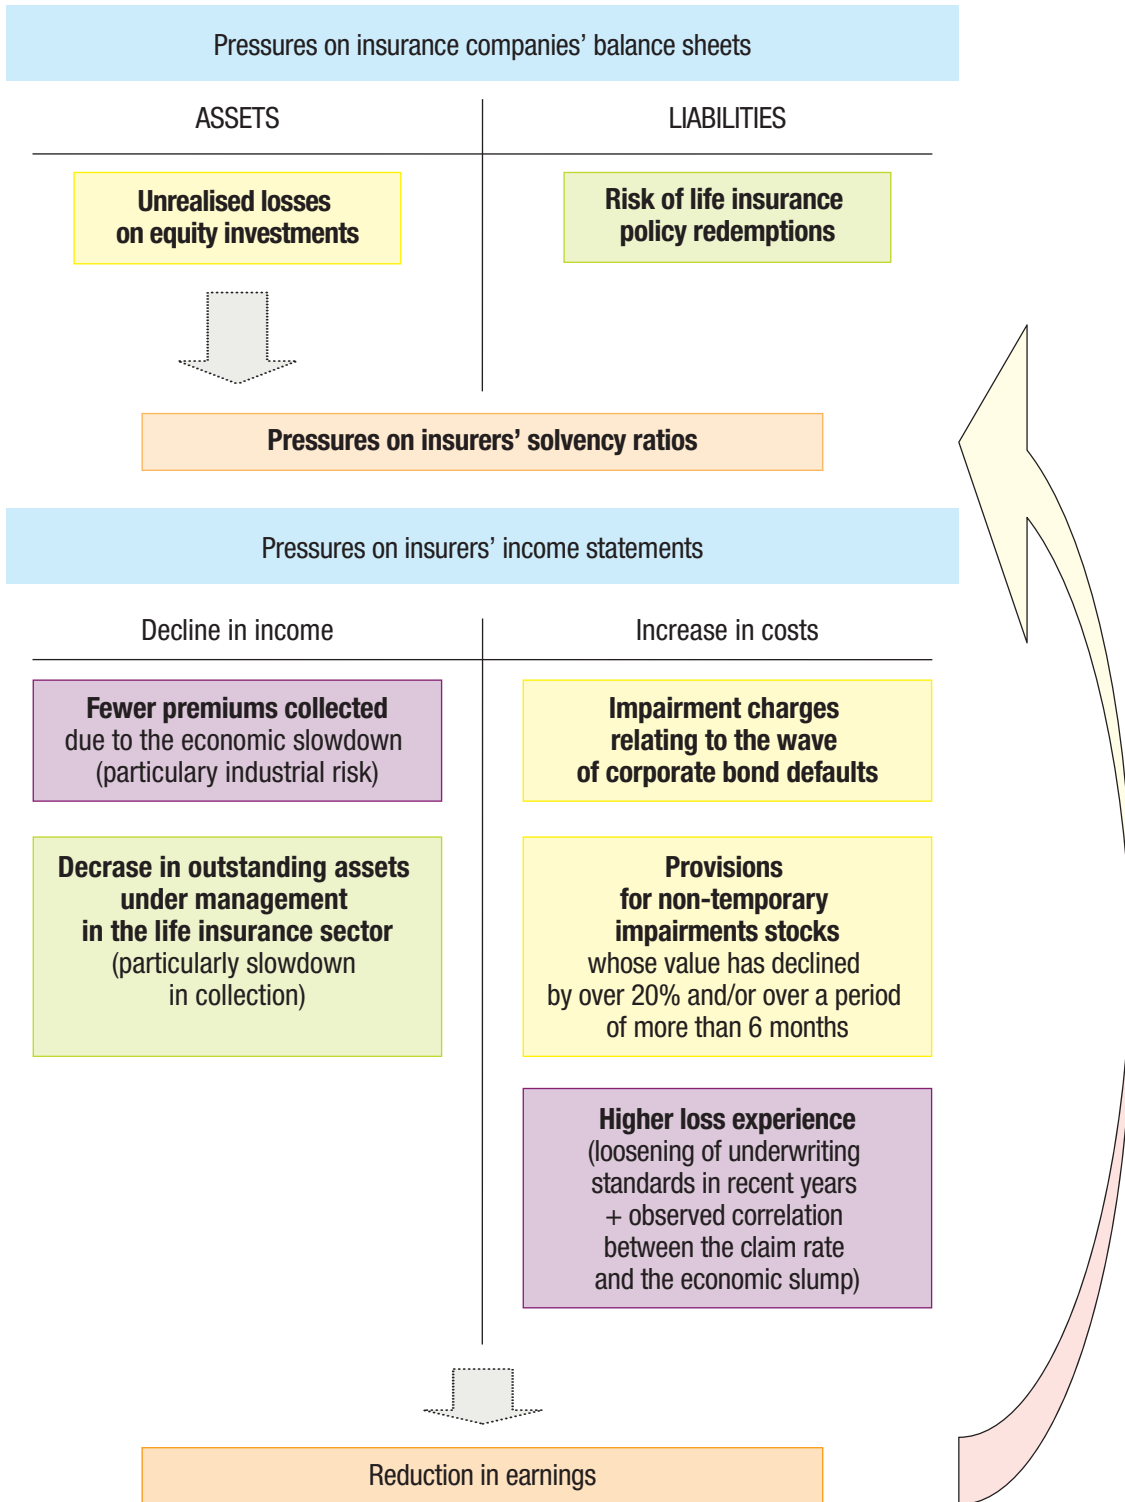 Pressures on insurance companies’ balance sheets
ASSETS
LIABILITIES
Unrealised losses
on equity investments
Risk of life insurance
policy redemptions
Pressures on insurers’ solvency ratios
Pressures on insurers’ income statements
Decline in income
Increase in costs
Fewer premiums collected
due to the economic slowdown
(particulary industrial risk)
Impairment charges
relating to the wave
of corporate bond defaults
Decrase in outstanding assets
under management
in the life insurance sector
(particularly slowdown
in collection)
Provisions
for non-temporary
impairments stocks
whose value has declined
by over 20% and/or over a period
of more than 6 months
Higher loss experience
(loosening of underwriting
standards in recent years
+ observed correlation
between the claim rate
and the economic slump)
Reduction in earnings